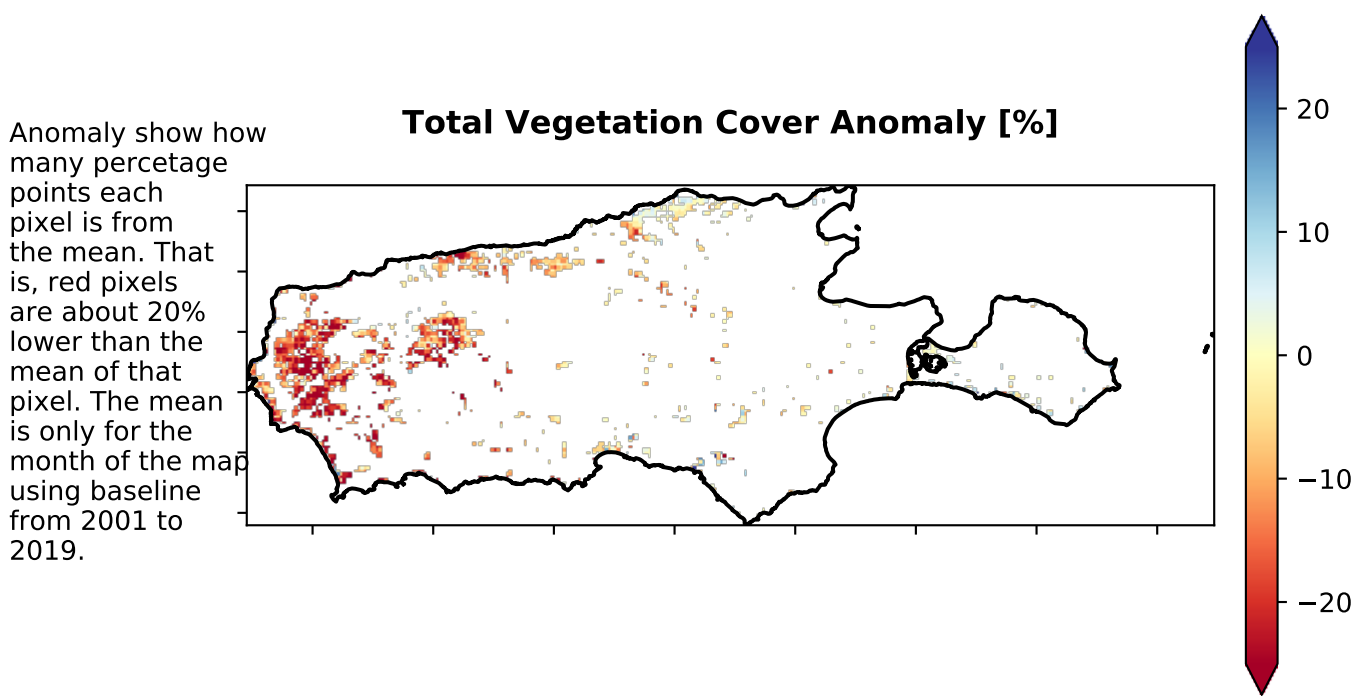 Total Vegetation Cover Anomaly [%]
Anomaly show how
many percetage
points each
pixel is from
the mean. That
is, red pixels
are about 20%
lower than the
mean of that
pixel. The mean
is only for the
month of the map
using baseline
from 2001 to
2019.
20
10
0
−10
−20